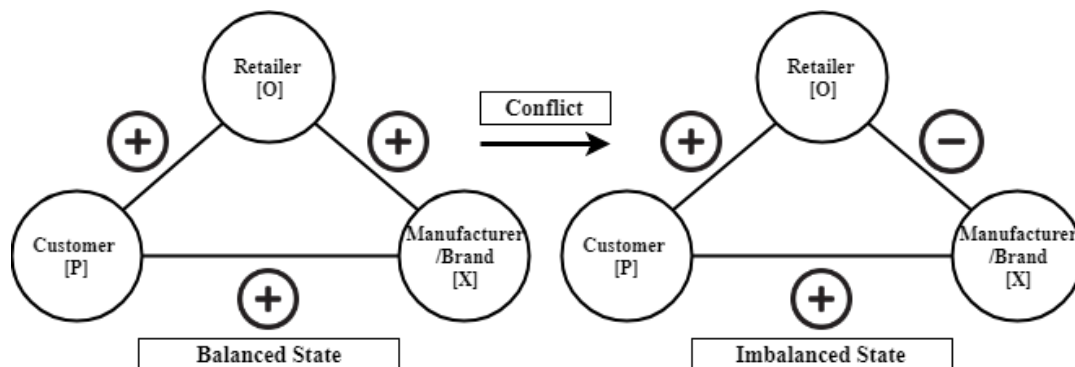 Retailer
[O]
+
+
Customer
[P]
Manufacturer
/Brand
[X]
+
Balanced State
Conflict
Retailer
[O]
+
−
Customer
[P]
Manufacturer
/Brand
[X]
+
Imbalanced State